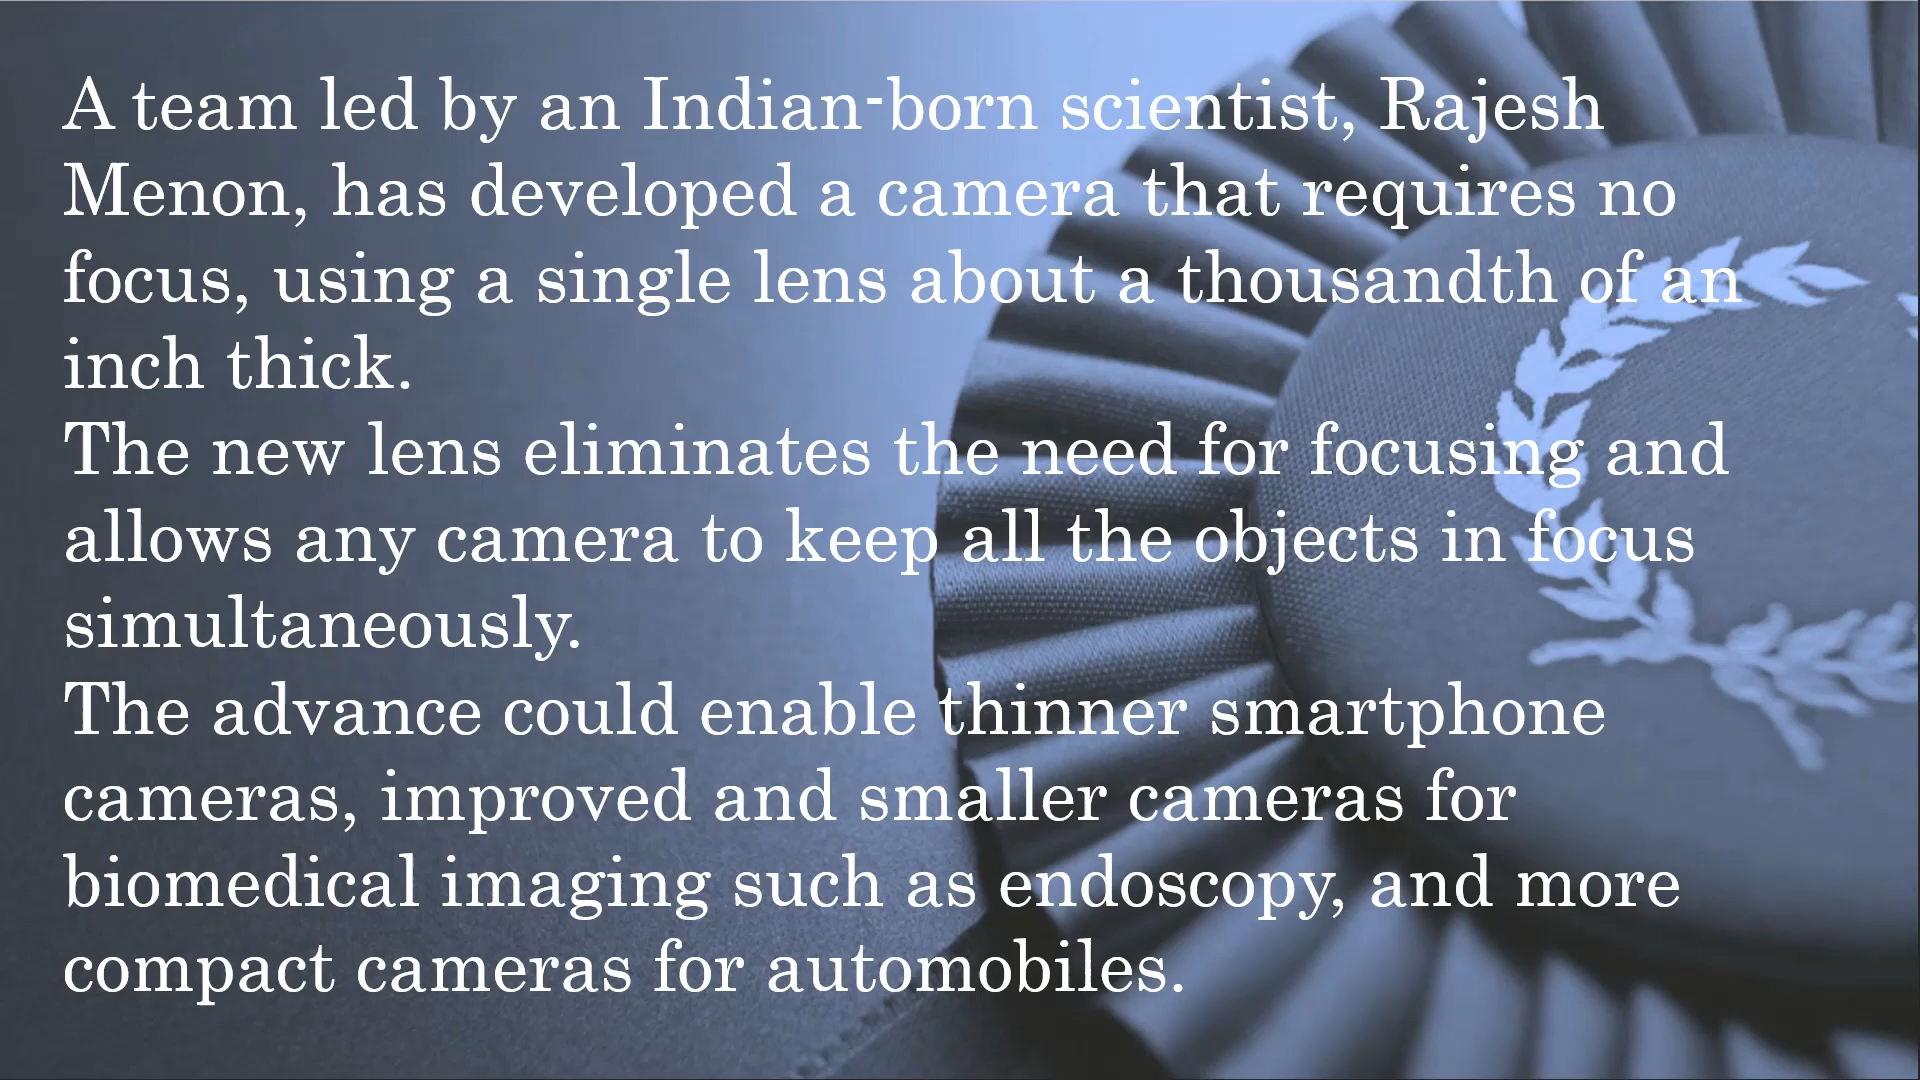 A team led by an Indian-born scientist, Rajesh
Menon, has developed a camera that requires no
focus, using a single lens about a thousandth of an
inch thick.
The new lens eliminates the need for focusing and
allows any camera to keep all the objects in focus
simultaneously.
The advance could enable thinner smartphone
cameras, improved and smaller cameras for
biomedical imaging such as endoscopy, and more
compact cameras for automobiles.